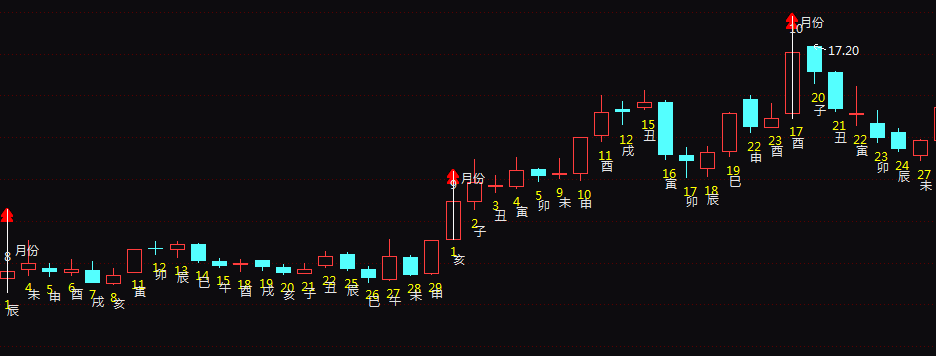 8 月份
1 辰
4 未
5 申
6 酉
7 戌
8 亥
11 寅
12 卯
13 辰
14 巳
15 午
18 酉
19 戌
20 亥
21 子
22 丑
25 辰
26 巳
27 午
28 未
29 申
9 月份
1 亥
2 子
3 丑
4 寅
5 卯
9 未
10 申
11 酉
12 戌
15 丑
16 寅
17 卯
18 辰
19 巳
22 申
23 酉
10 月份
17 酉
17.20
20 子
21 丑
22 寅
23 卯
24 辰
27 未